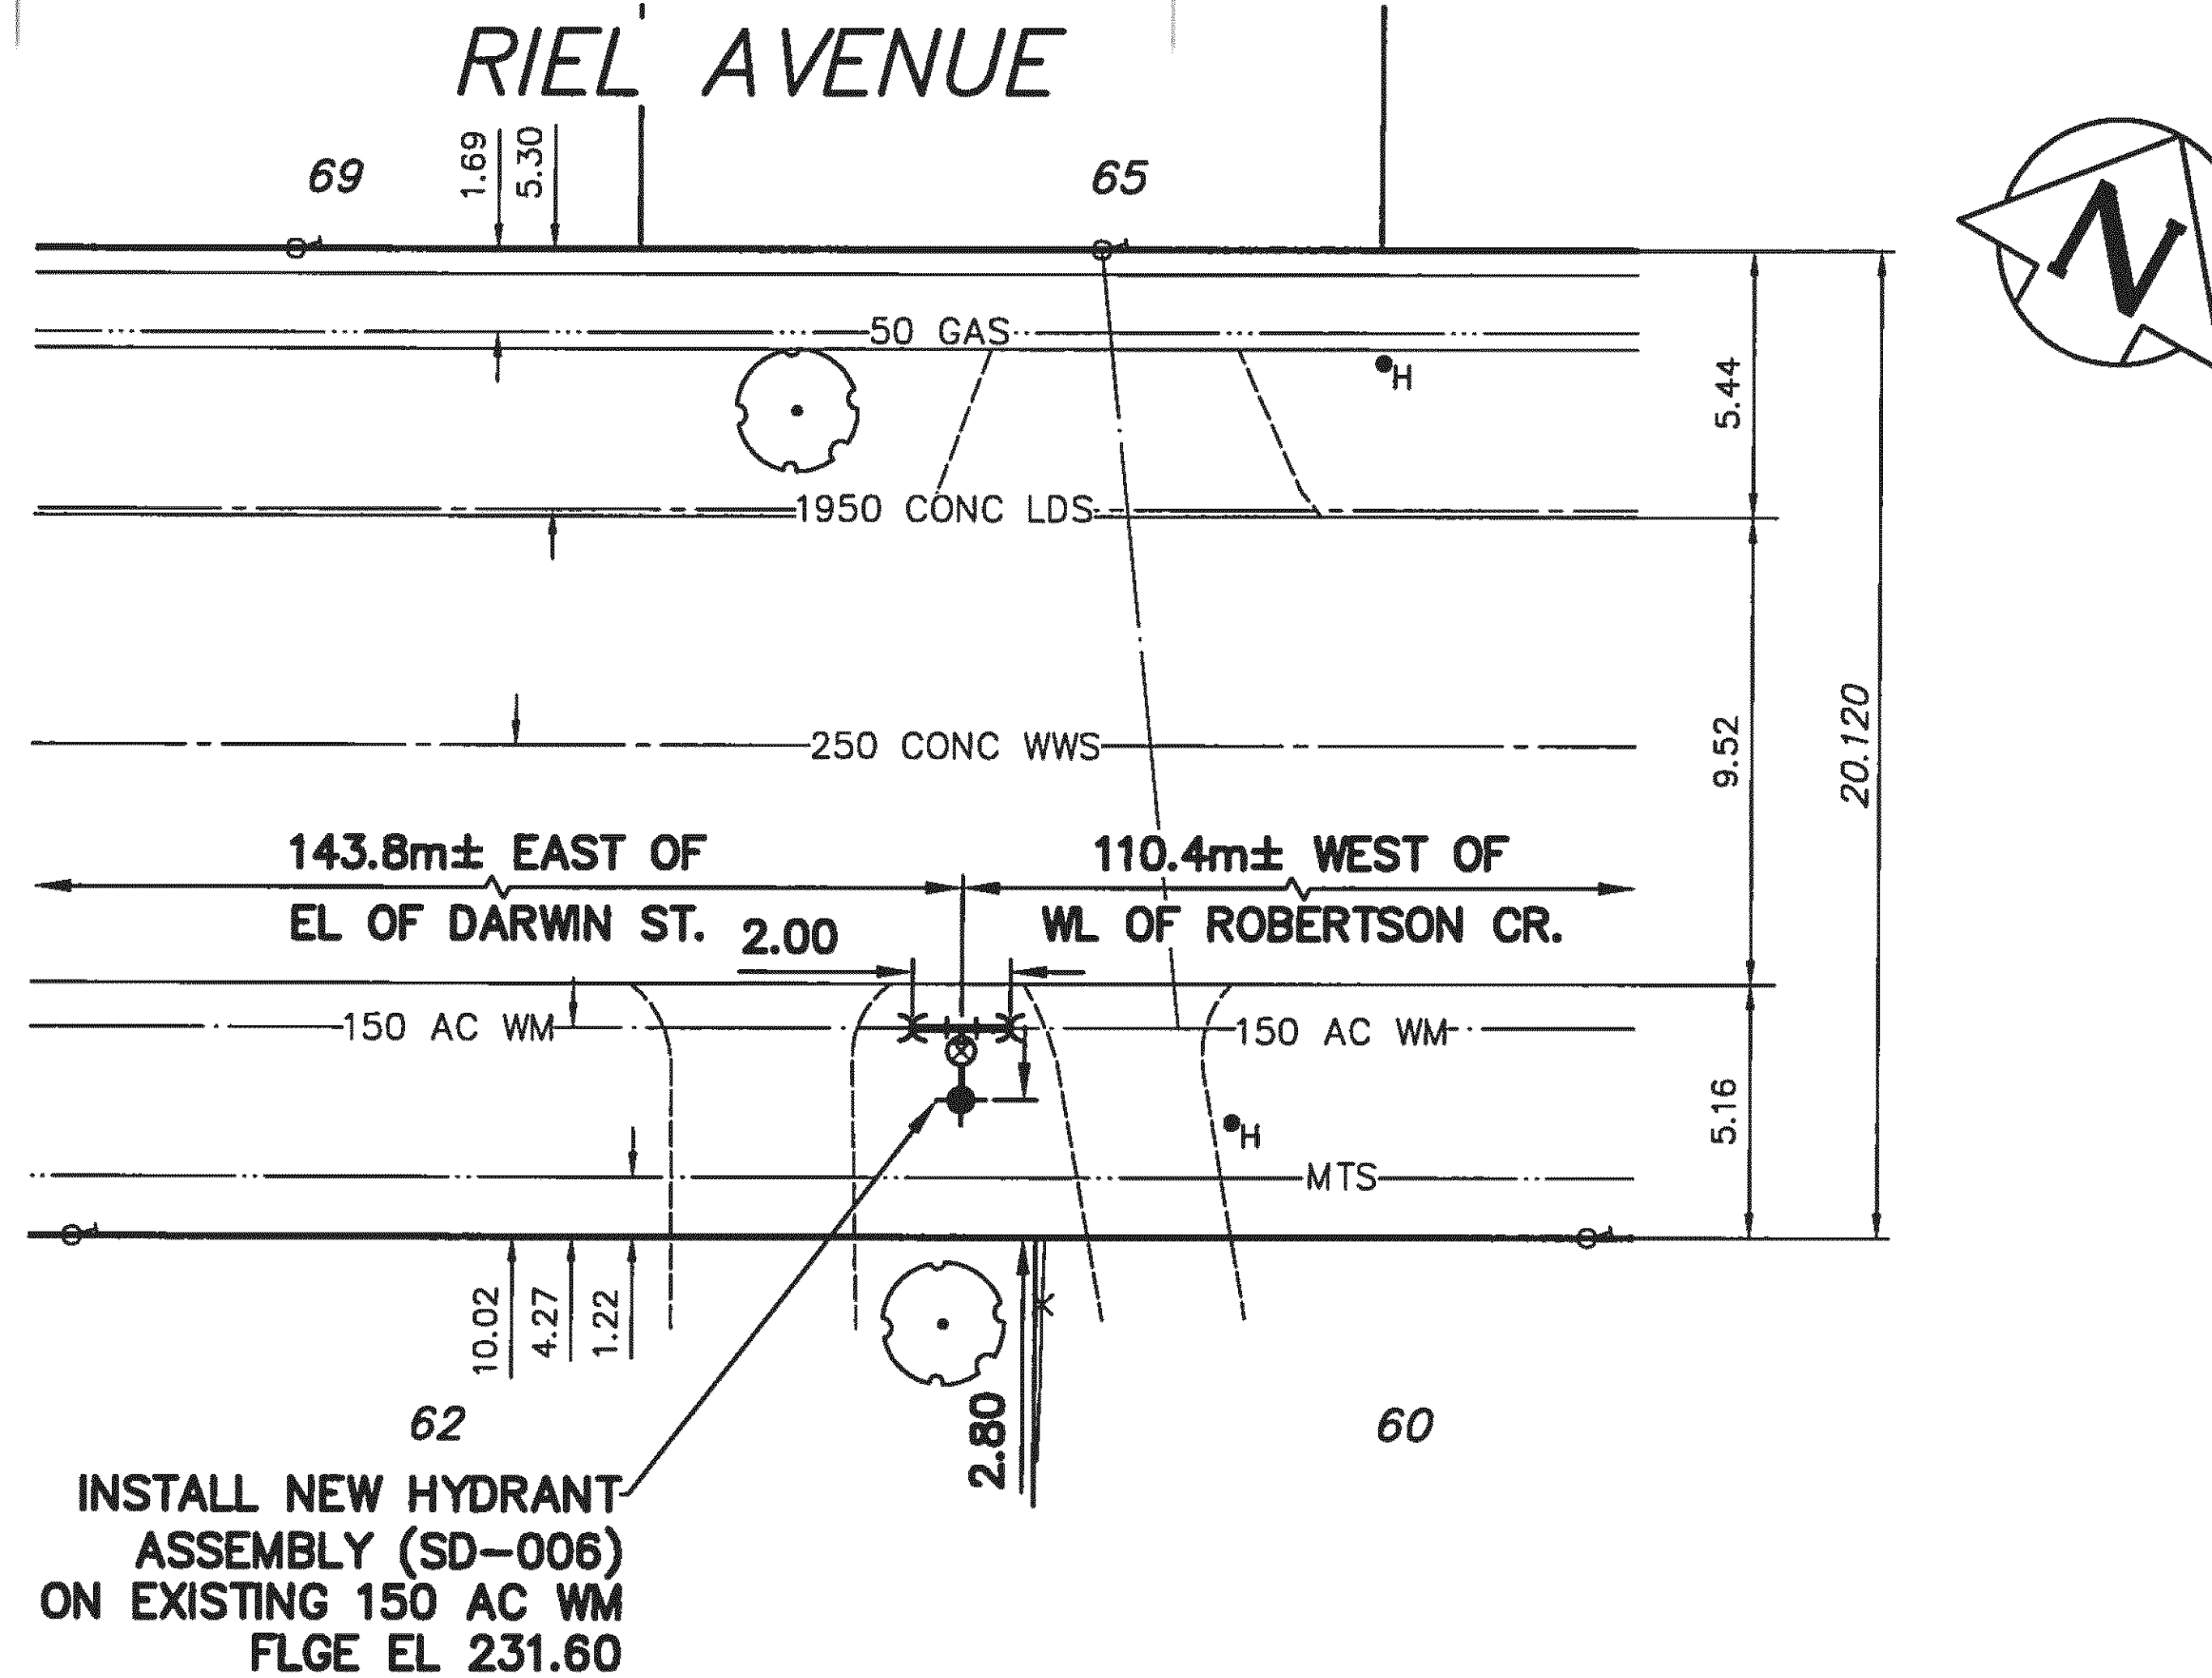 RIEL AVENUE
69
1.69
5.30
65
N
50 GAS
H
5.44
1950 CONC LDS
250 CONC WWS
9.52
20.120
143.8m± EAST OF
EL OF DARWIN ST.
110.4m± WEST OF
WL OF ROBERTSON CR.
2.00
150 AC WM
150 AC WM
5.16
H
MTS
10.02
4.27
1.22
2.80
62
60
INSTALL NEW HYDRANT
ASSEMBLY (SD-006)
ON EXISTING 150 AC WM
FLGE EL 231.60